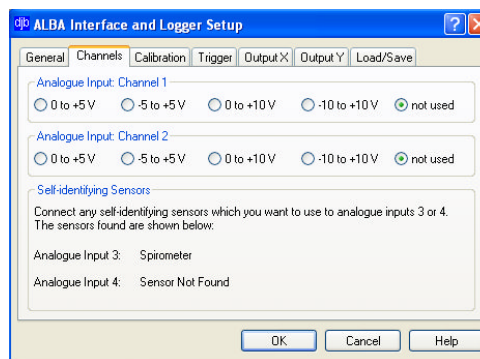 djb ALBA Interface and Logger Setup
General Channels Calibration Trigger Output X Output Y Load/Save
Analogue Input: Channel 1
0 to +5 V -5 to +5 V 0 to +10 V -10 to +10 V not used
Analogue Input: Channel 2
0 to +5 V -5 to +5 V 0 to +10 V -10 to +10 V not used
Self-identifying Sensors
Connect any self-identifying sensors which you want to use to analogue inputs 3 or 4.
The sensors found are shown below:
Analogue Input 3: Spirometer
Analogue Input 4: Sensor Not Found
OK Cancel Help